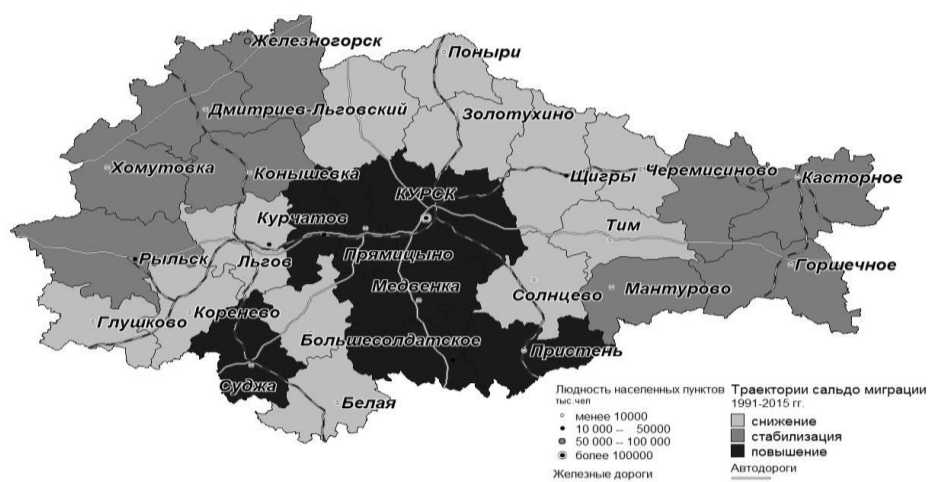 Железногорск
Поныри
Дмитриев-Льговский
Золотухино
Хомутовка
Конышевка
Щигры
Черемисиново
Касторное
КУРСК
Курчатов
Тим
Прямицыно
Рыльск
Льгов
Горшечное
Медвенка
Солнцево
Мантурово
Глушково
Коренево
Большесолдатское
Пристень
Суджа
Белая
Людность населенных пунктов
тыс.чел
менее 10000
10 000 -- 50000
50 000 -- 100 000
более 100000
Железные дороги
Траектории сальдо миграции
1991-2015 гг.
снижение
стабилизация
повышение
Автодороги